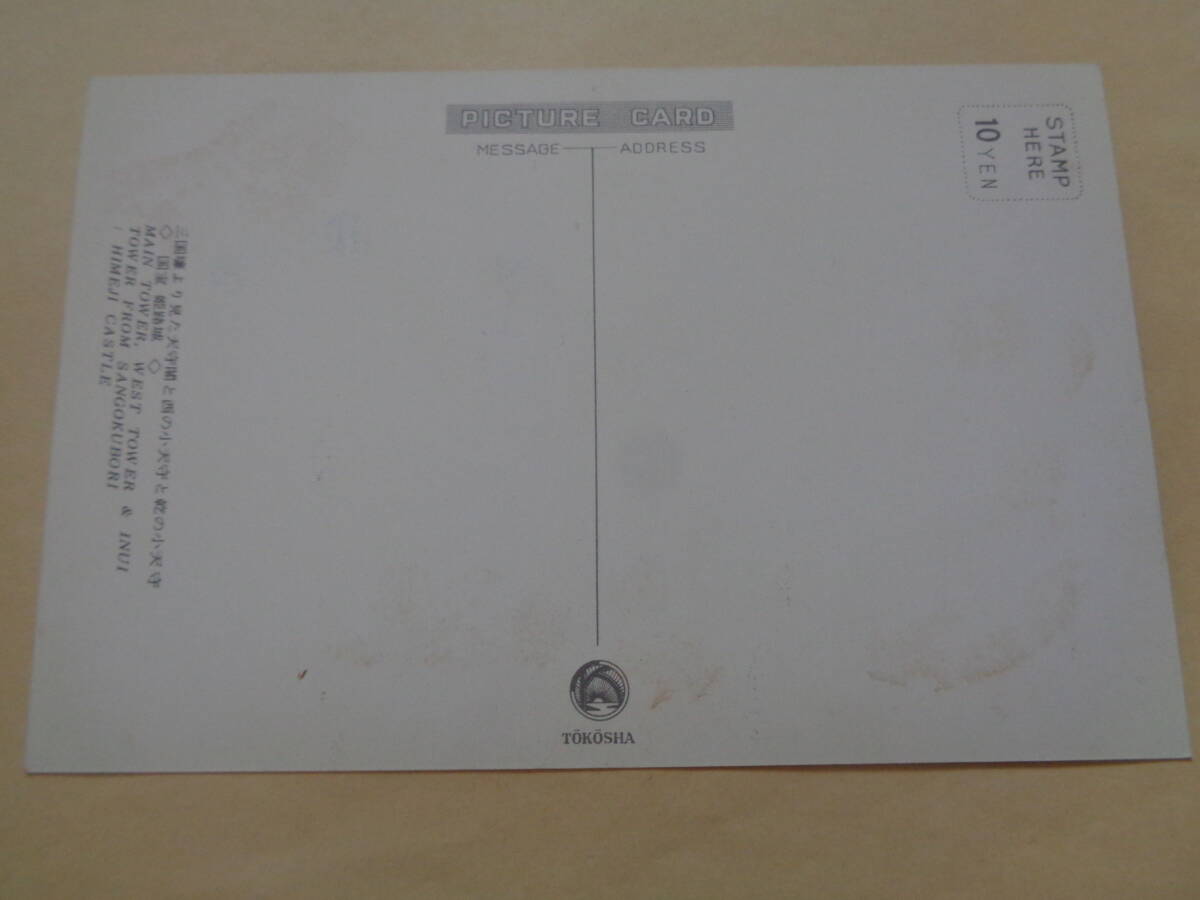 PICTURE CARD
MESSAGE ADDRESS
STAMP
HERE
10 YEN
三国壕より見た天守閣と西の小天守と乾の小天守
◇ 国宝 姫路城 ◇
MAIN TOWER, WEST TOWER & INUI
TOWER FROM SANGOKUBORI
: HIMEJI CASTLE
TŌKŌSHA